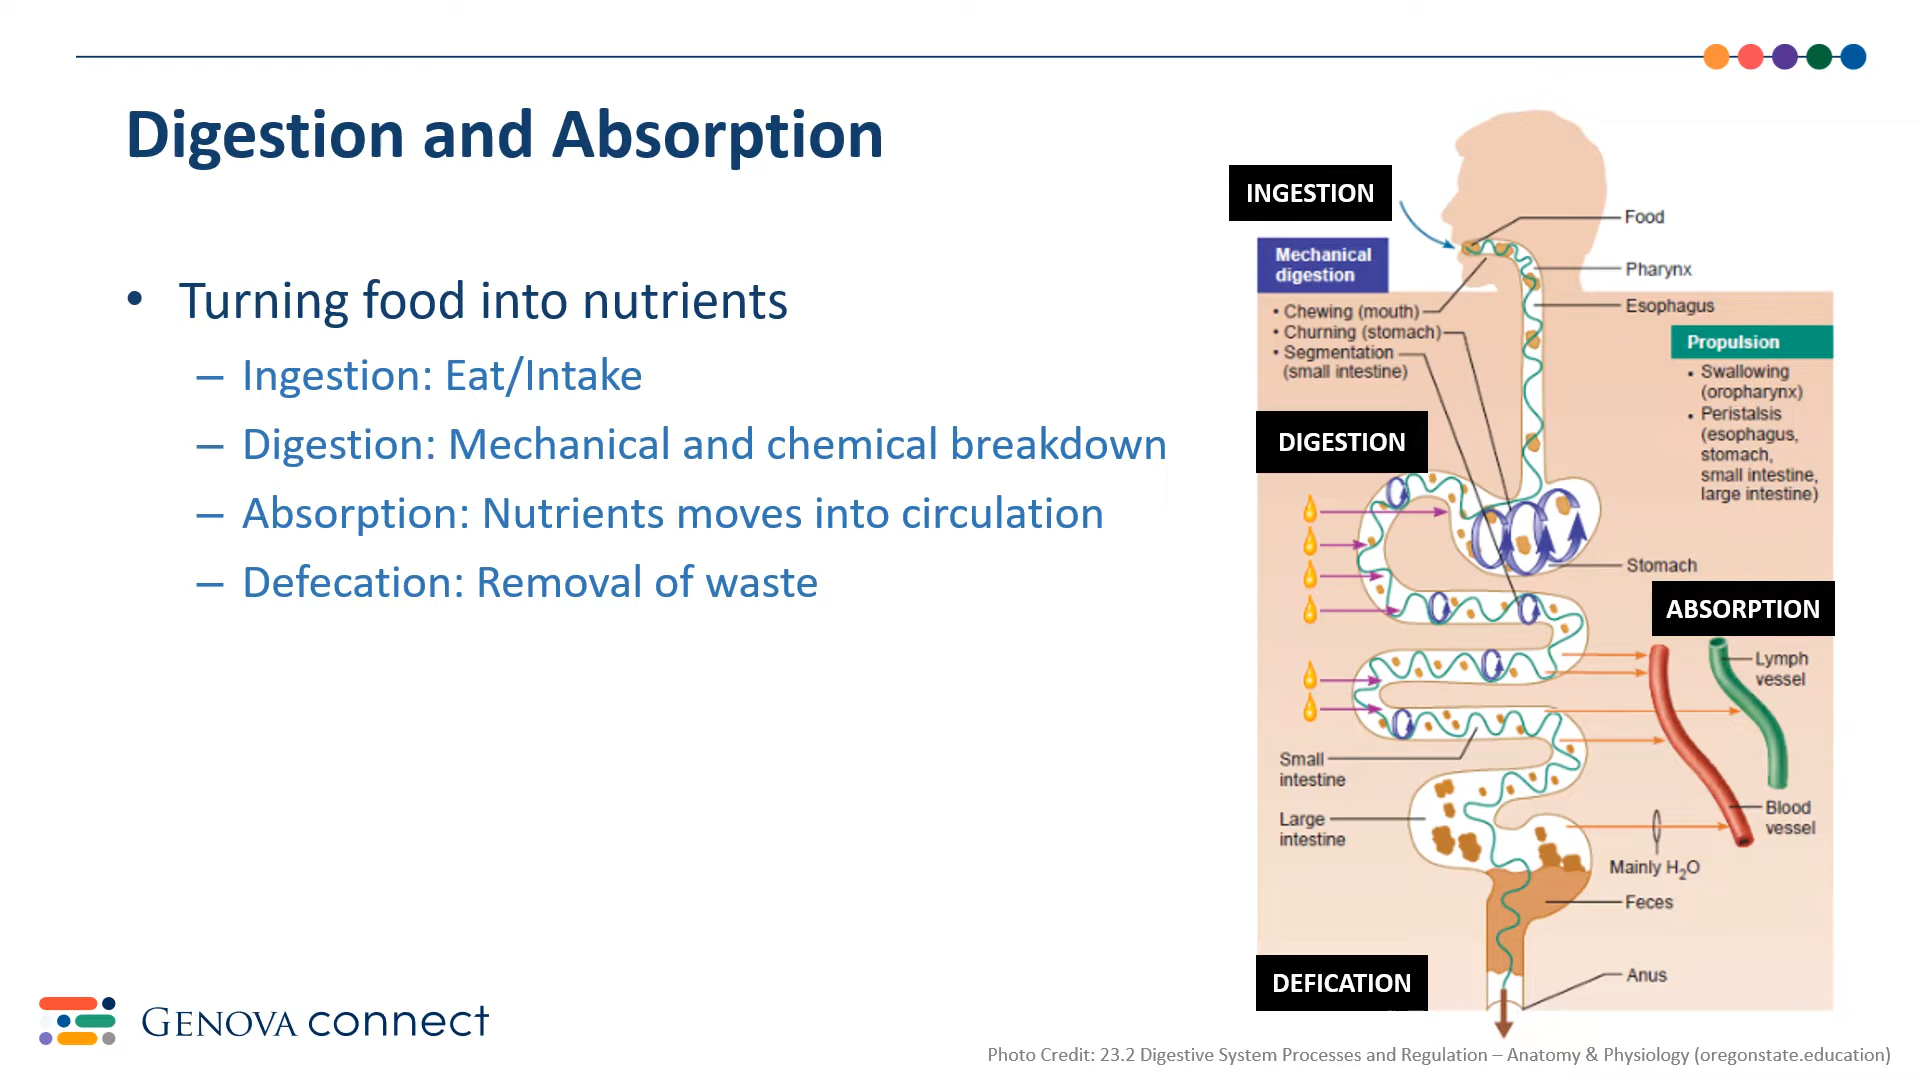 Digestion and Absorption
• Turning food into nutrients
– Ingestion: Eat/Intake
– Digestion: Mechanical and chemical breakdown
– Absorption: Nutrients moves into circulation
– Defecation: Removal of waste
INGESTION
Food
Mechanical
digestion
Pharynx
• Chewing (mouth)
• Churning (stomach)
• Segmentation
(small intestine)
Esophagus
Propulsion
• Swallowing
(oropharynx)
• Peristalsis
(esophagus,
stomach,
small intestine,
large intestine)
DIGESTION
Stomach
ABSORPTION
Lymph
vessel
Small
intestine
Large
intestine
Blood
vessel
Mainly H₂O
Feces
Anus
DEFICATION
GENOVA connect
Photo Credit: 23.2 Digestive System Processes and Regulation – Anatomy & Physiology (oregonstate.education)